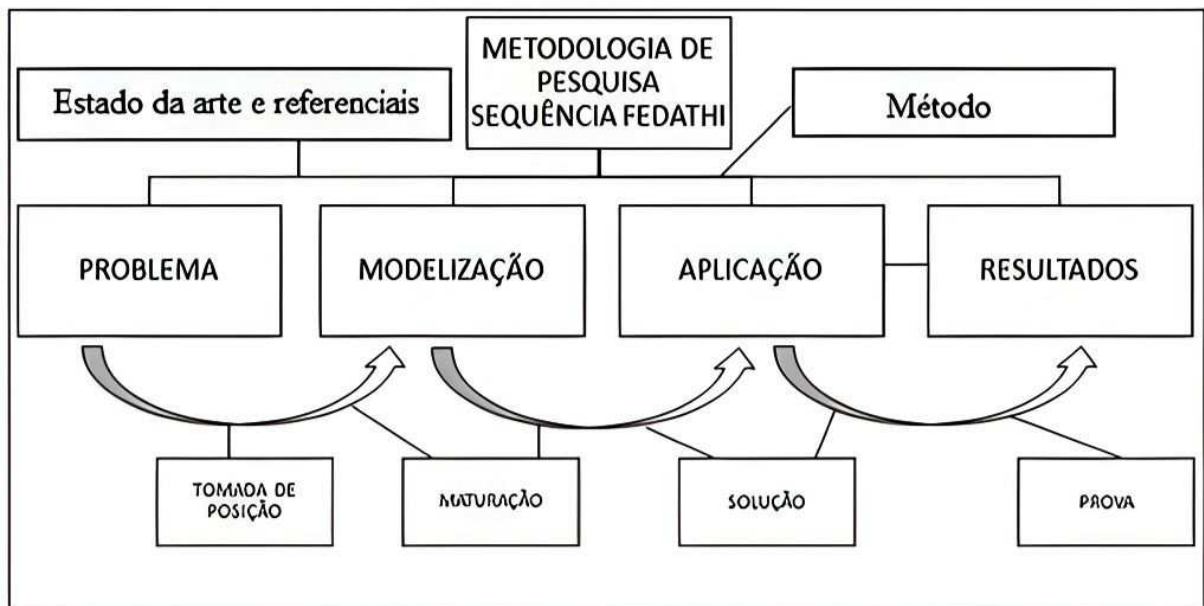 METODOLOGIA DE
PESQUISA
SEQUÊNCIA FEDATHI
Estado da arte e referenciais
Método
PROBLEMA
MODELIZAÇÃO
APLICAÇÃO
RESULTADOS
TOMADA DE
POSIÇÃO
MATURAÇÃO
SOLUÇÃO
PROVA